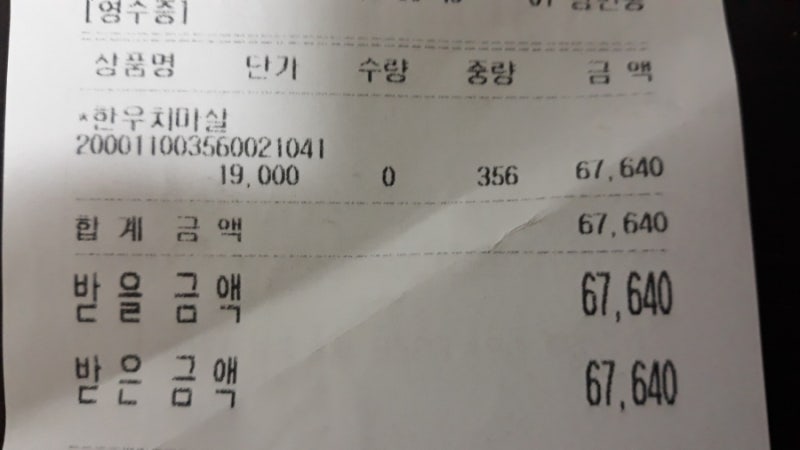 [영수증]
상품명 단가 수량 중량 금 액
*한우치마살
200011003560021041
19,000 0 356 67,640
합 계 금 액 67,640
받 을 금 액 67,640
받 은 금 액 67,640